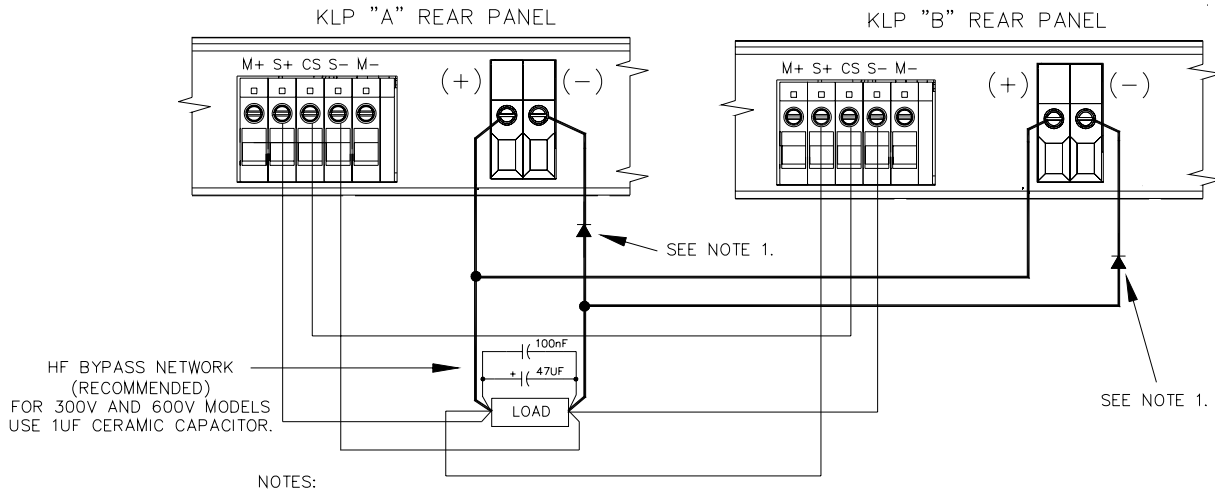 KLP "A" REAR PANEL
KLP "B" REAR PANEL
M+ S+ CS S- M-
(+)
(-)
M+ S+ CS S- M-
(+)
(-)
SEE NOTE 1.
100nF
+ 47UF
LOAD
HF BYPASS NETWORK
(RECOMMENDED)
FOR 300V AND 600V MODELS
USE 1UF CERAMIC CAPACITOR.
SEE NOTE 1.
NOTES: